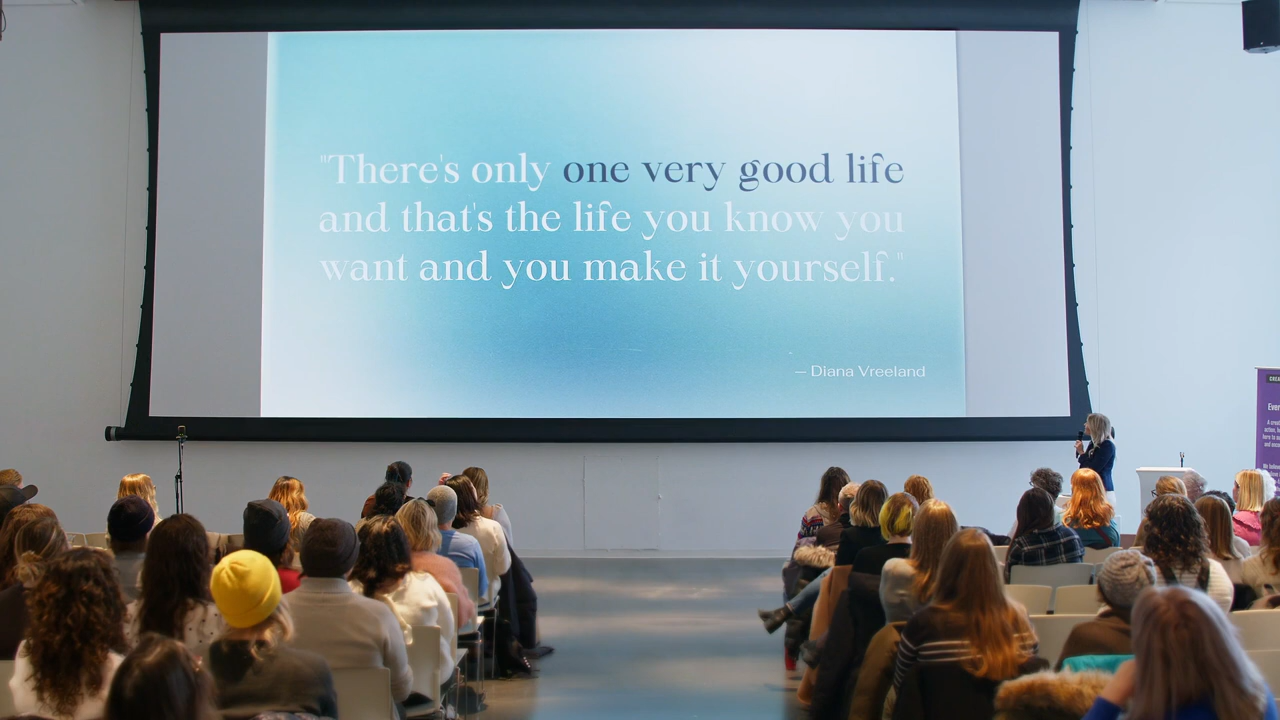 "There's only one very good life
and that's the life you know you
want and you make it yourself."
— Diana Vreeland